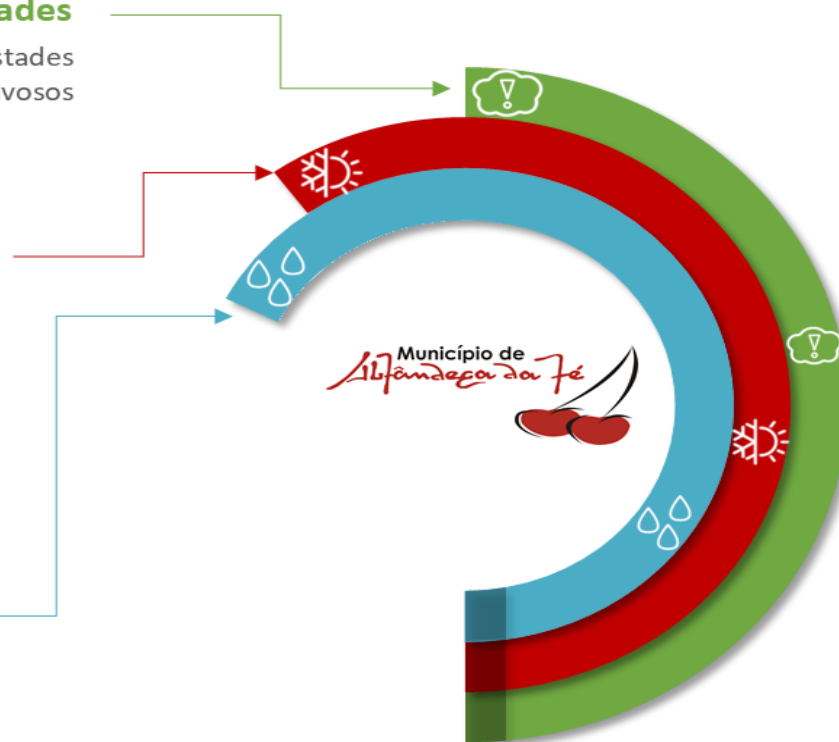 ades
stades
vosos
Município de
Alfândega da Fé